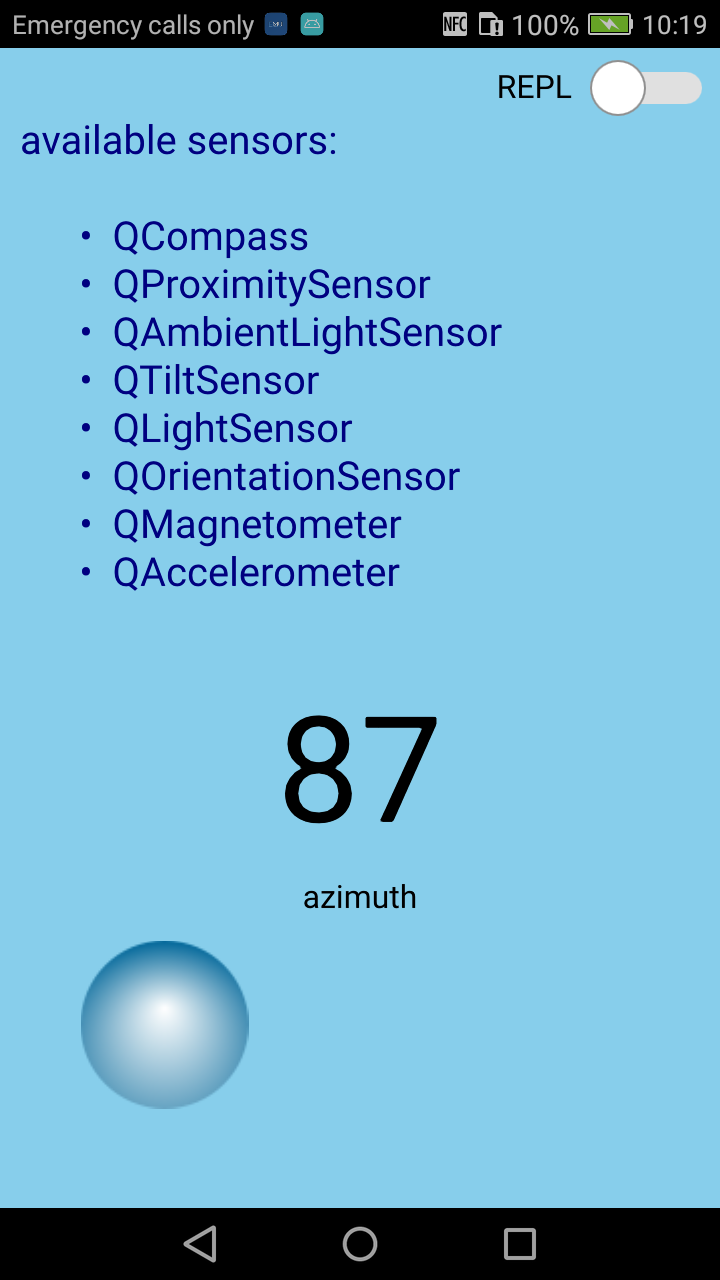 Emergency calls only NFC 100% 10:19
REPL
available sensors:
• QCompass
• QProximitySensor
• QAmbientLightSensor
• QTiltSensor
• QLightSensor
• QOrientationSensor
• QMagnetometer
• QAccelerometer
87
azimuth